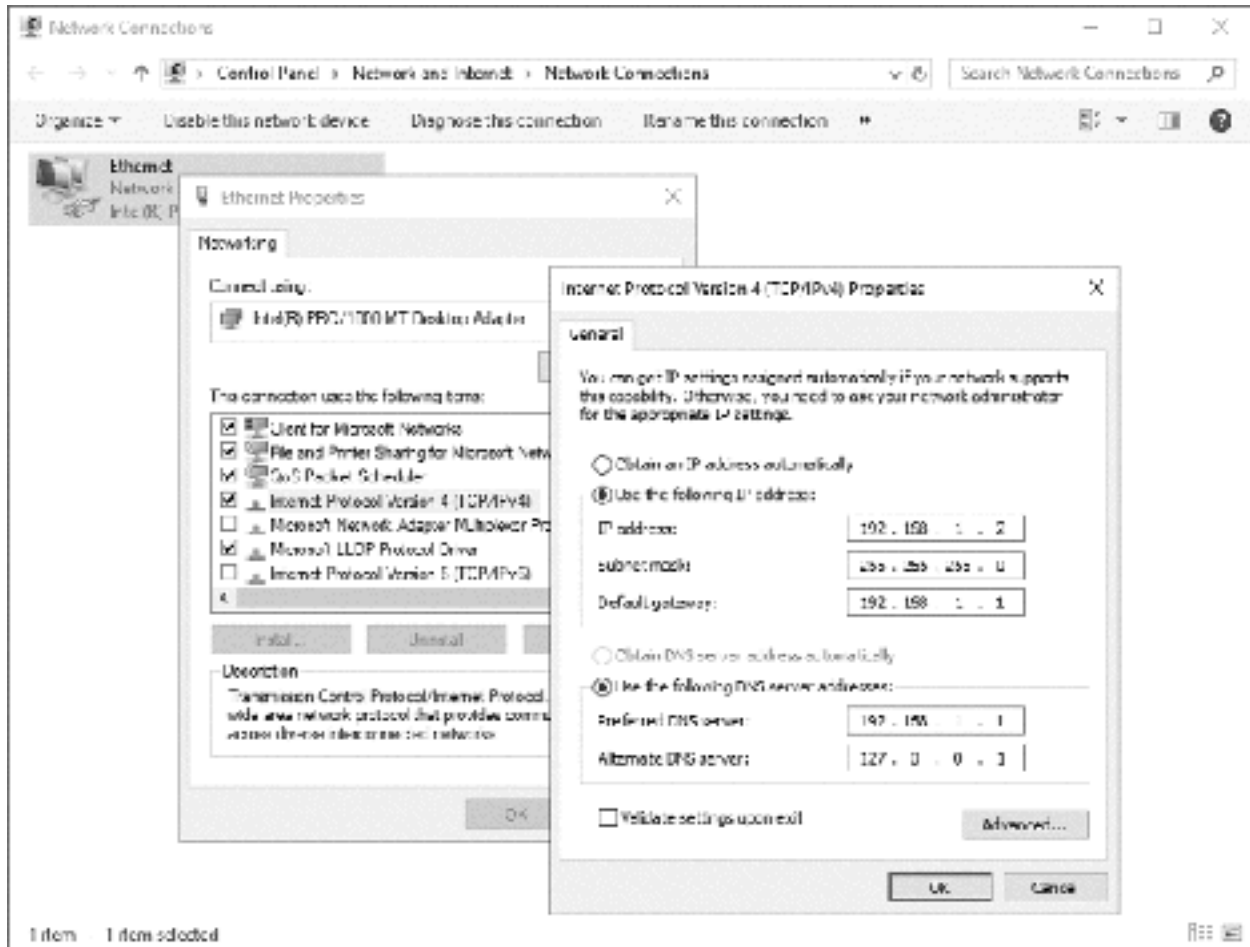 Network Connections
Control Panel > Network and Internet > Network Connections
Search Network Connections
Organize
Disable this network device
Diagnose this connection
Rename this connection
»
Ethernet
Network
Intel(R) P
Ethernet Properties
Networking
Connect using:
Intel(R) PRO/1000 MT Desktop Adapter
This connection uses the following items:
Client for Microsoft Networks
File and Printer Sharing for Microsoft Netw
QoS Packet Scheduler
Internet Protocol Version 4 (TCP/IPv4)
Microsoft Network Adapter Multiplexor Pro
Microsoft LLDP Protocol Driver
Internet Protocol Version 6 (TCP/IPv6)
Install...
Uninstall
Description
Transmission Control Protocol/Internet Protocol.
wide area network protocol that provides commu
across diverse interconnected networks
OK
Internet Protocol Version 4 (TCP/IPv4) Properties
General
You can get IP settings assigned automatically if your network supports
this capability. Otherwise, you need to ask your network administrator
for the appropriate IP settings.
Obtain an IP address automatically
Use the following IP address:
IP address: 192 . 168 . 1 . 2
Subnet mask: 255 . 255 . 255 . 0
Default gateway: 192 . 168 . 1 . 1
Obtain DNS server address automatically
Use the following DNS server addresses:
Preferred DNS server: 192 . 168 . 1 . 1
Alternate DNS server: 127 . 0 . 0 . 1
Validate settings upon exit
Advanced...
OK
Cancel
1 item
1 item selected